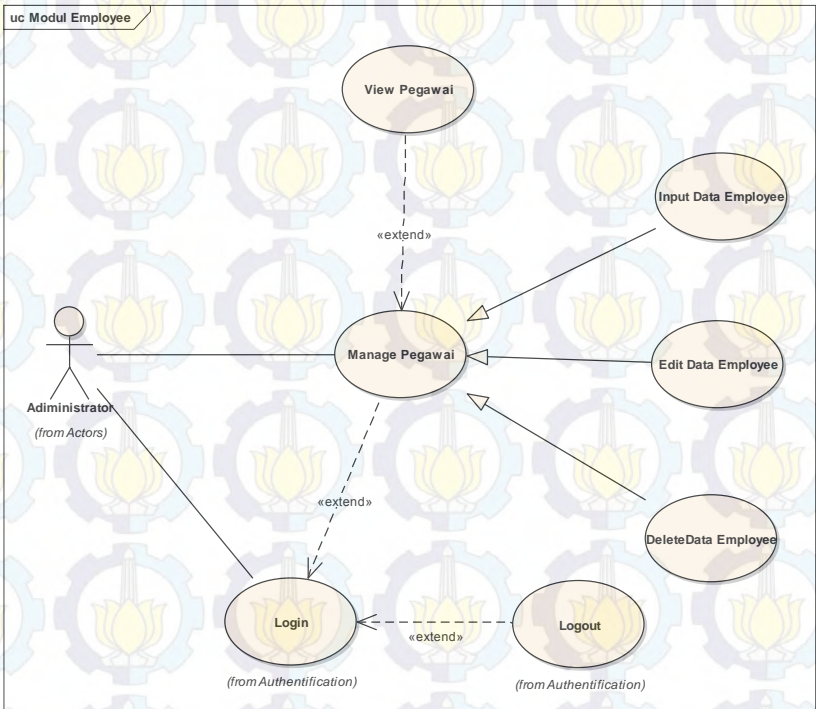 uc Modul Employee
View Pegawai
Input Data Employee
«extend»
Manage Pegawai
Edit Data Employee
Adiministrator
(from Actors)
«extend»
DeleteData Employee
Login
Logout
«extend»
(from Authentification)
(from Authentification)